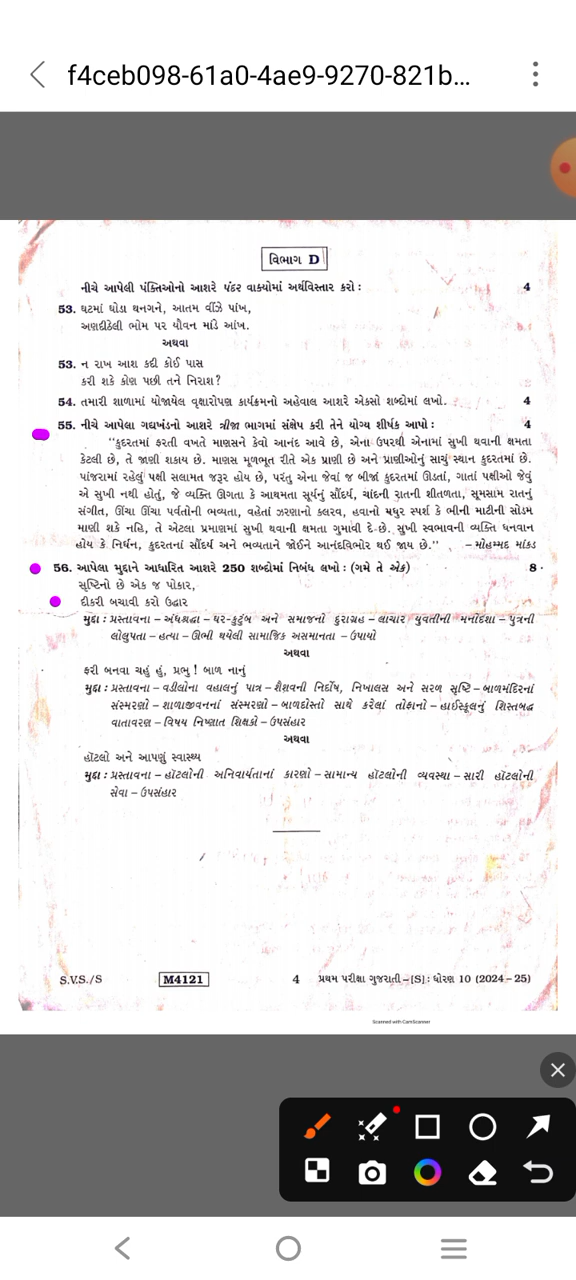 f4ceb098-61a0-4ae9-9270-821b...
વિભાગ D
નીચે આપેલી પંક્તિઓનો આશરે પંદર વાક્યોમાં અર્થવિસ્તાર કરો : 4
53. ઘટમાં ઘોડા થનગને, આતમ વીંઝે પાંખ,
અણદીઠેલી ભોમ પર યૌવન માંડે આંખ.
અથવા
53. ન રાખ આશ કદી કોઈ પાસ
કરી શકે કોણ પછી તને નિરાશ?
54. તમારી શાળામાં યોજાયેલ વૃક્ષારોપણ કાર્યક્રમનો અહેવાલ આશરે એકસો શબ્દોમાં લખો. 4
55. નીચે આપેલા ગદ્યખંડનો આશરે ત્રીજા ભાગમાં સંક્ષેપ કરી તેને યોગ્ય શીર્ષક આપો : 4
"કુદરતમાં ફરતી વખતે માણસને કેવો આનંદ આવે છે, એના ઉપરથી એનામાં સુખી થવાની ક્ષમતા
કેટલી છે, તે જાણી શકાય છે. માણસ મૂળભૂત રીતે એક પ્રાણી છે અને પ્રાણીઓનું સાચું સ્થાન કુદરતમાં છે.
પાંજરામાં રહેલું પક્ષી સલામત જરૂર હોય છે, પરંતુ એના જેવાં જ બીજાં કુદરતમાં ઊડતાં, ગાતાં પક્ષીઓ જેવું
એ સુખી નથી હોતું, જે વ્યક્તિ ઊગતા કે આથમતા સૂર્યનું સૌંદર્ય, ચાંદની રાતની શીતળતા, સૂમસામ રાતનું
સંગીત, ઊંચા ઊંચા પર્વતોની ભવ્યતા, વહેતાં ઝરણાનો કલરવ, હવાનો મધુર સ્પર્શ કે ભીની માટીની સોડમ
માણી શકે નહિ, તે એટલા પ્રમાણમાં સુખી થવાની ક્ષમતા ગુમાવી દે છે. સુખી સ્વભાવની વ્યક્તિ ધનવાન
હોય કે નિર્ધન, કુદરતનાં સૌંદર્ય અને ભવ્યતાને જોઈને આનંદવિભોર થઈ જાય છે." – મોહમ્મદ માંકડ
56. આપેલા મુદ્દાને આધારિત આશરે 250 શબ્દોમાં નિબંધ લખો : (ગમે તે એક) 8
સૃષ્ટિનો છે એક જ પોકાર,
દીકરી બચાવી કરો ઉદ્ધાર
મુદ્દા : પ્રસ્તાવના – અંધશ્રદ્ધા – ઘર-કુટુંબ અને સમાજનો દુરાગ્રહ – લાચાર યુવતીની મનોદશા – પુત્રની
લોલુપતા – હત્યા – ઊભી થયેલી સામાજિક અસમાનતા – ઉપાયો
અથવા
ફરી બનવા ચહું હું, પ્રભુ! બાળ નાનું
મુદ્દા : પ્રસ્તાવના – વડીલોના વહાલનું પાત્ર – શૈશવની નિર્દોષ, નિખાલસ અને સરળ સૃષ્ટિ – બાળમંદિરનાં
સંસ્મરણો – શાળાજીવનનાં સંસ્મરણો – બાળદોસ્તો સાથે કરેલાં તોફાનો – હાઈસ્કૂલનું શિસ્તબદ્ધ
વાતાવરણ – વિષય નિષ્ણાત શિક્ષકો – ઉપસંહાર
અથવા
હૉટલો અને આપણું સ્વાસ્થ્ય
મુદ્દા : પ્રસ્તાવના – હૉટલોની અનિવાર્યતાનાં કારણો – સામાન્ય હૉટલોની વ્યવસ્થા – સારી હૉટલોની
સેવા – ઉપસંહાર
S.V.S./S M4121 4 પ્રથમ પરીક્ષા ગુજરાતી – (S) : ધોરણ 10 (2024 – 25)
Scanned with CamScanner